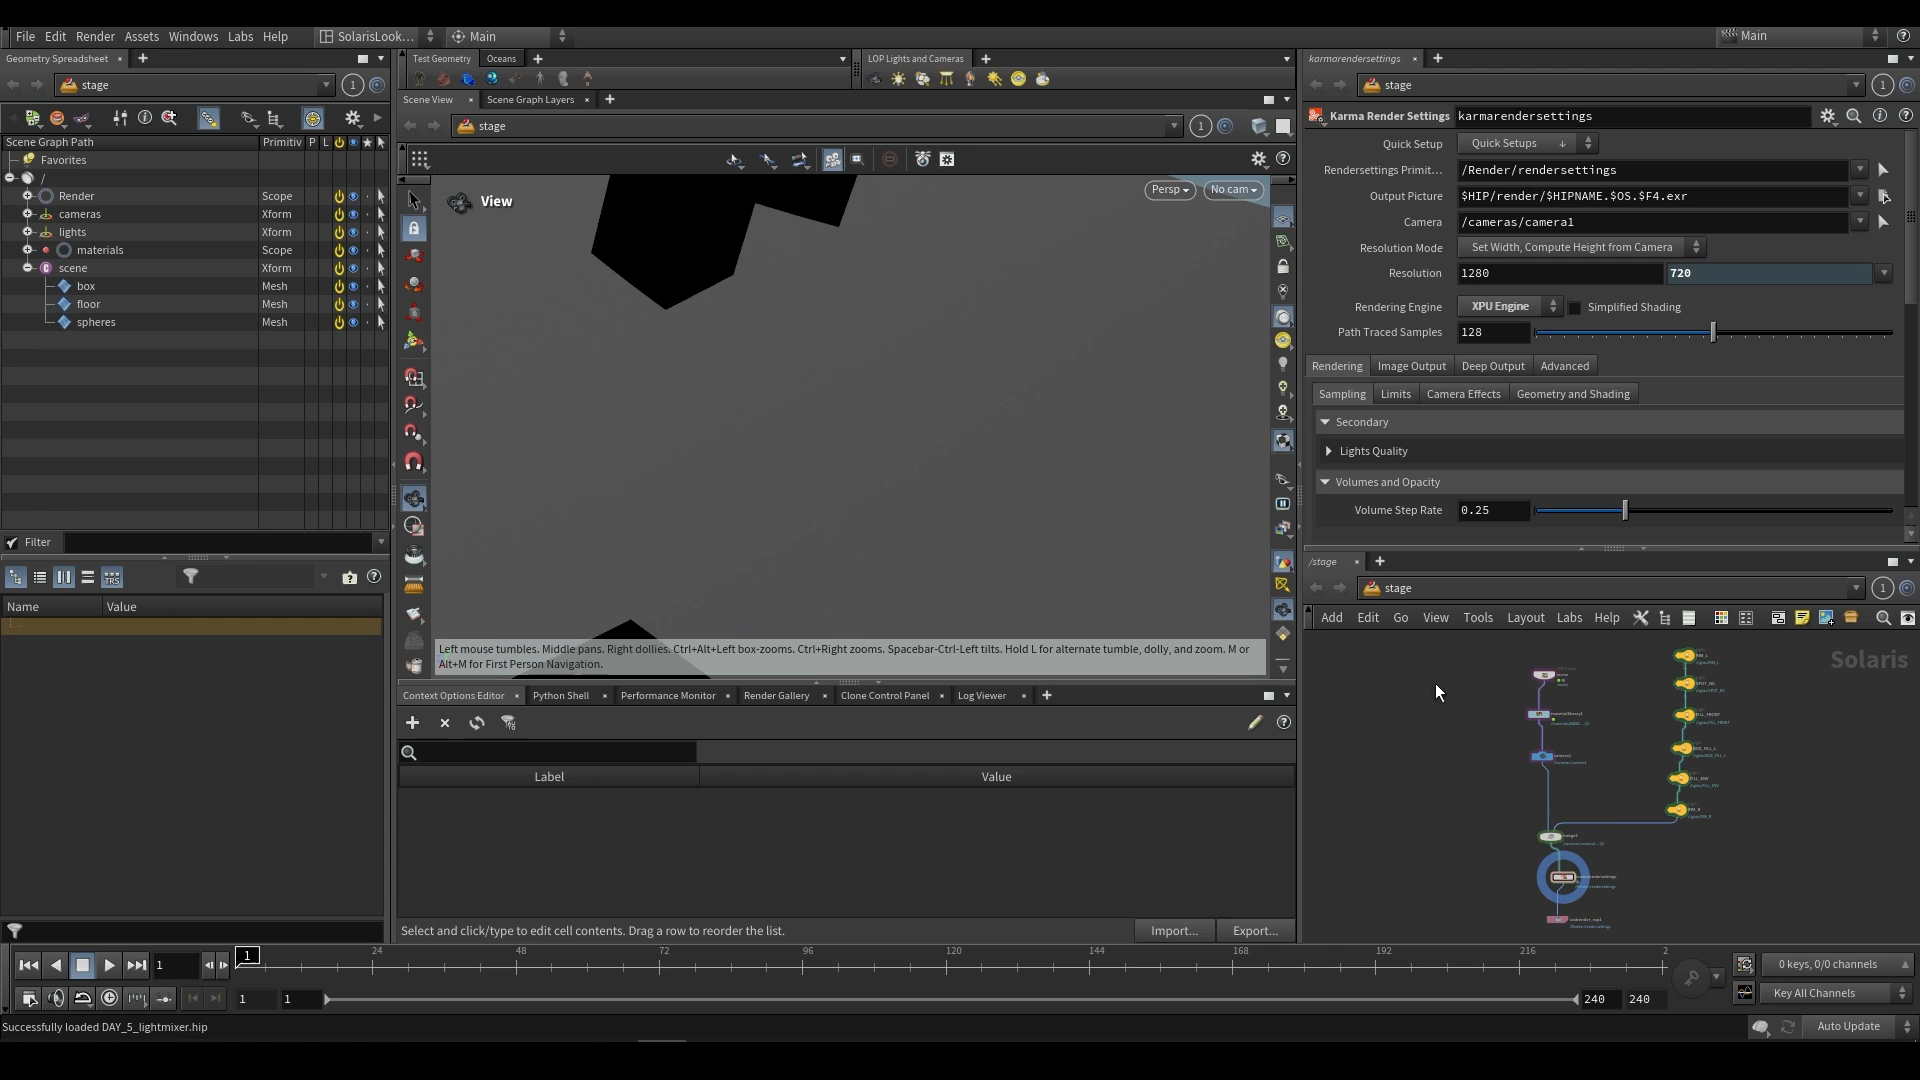 File Edit Render Assets Windows Labs Help SolarisLook... Main Main
Geometry Spreadsheet
stage 1
Scene Graph Path Primitiv P L
Favorites
/
Render Scope
cameras Xform
lights Xform
materials Scope
scene Xform
box Mesh
floor Mesh
spheres Mesh
Filter
Name Value
Test Geometry Oceans
LOP Lights and Cameras
Scene View Scene Graph Layers
stage 1
View
Persp No cam
Left mouse tumbles. Middle pans. Right dollies. Ctrl+Alt+Left box-zooms. Ctrl+Right zooms. Spacebar-Ctrl-Left tilts. Hold L for alternate tumble, dolly, and zoom. M or
Alt+M for First Person Navigation.
Context Options Editor Python Shell Performance Monitor Render Gallery Clone Control Panel Log Viewer
Label Value
Select and click/type to edit cell contents. Drag a row to reorder the list. Import... Export...
karmarendersettings
stage 1
Karma Render Settings karmarendersettings
Quick Setup Quick Setups
Rendersettings Primit... /Render/rendersettings
Output Picture $HIP/render/$HIPNAME.$OS.$F4.exr
Camera /cameras/camera1
Resolution Mode Set Width, Compute Height from Camera
Resolution 1280 720
Rendering Engine XPU Engine Simplified Shading
Path Traced Samples 128
Rendering Image Output Deep Output Advanced
Sampling Limits Camera Effects Geometry and Shading
Secondary
Lights Quality
Volumes and Opacity
Volume Step Rate 0.25
/stage
stage 1
Add Edit Go View Tools Layout Labs Help
Solaris
1 1 24 48 72 96 120 144 168 192 216 2
0 keys, 0/0 channels
1 1 240 240
Key All Channels
Successfully loaded DAY_5_lightmixer.hip
Auto Update